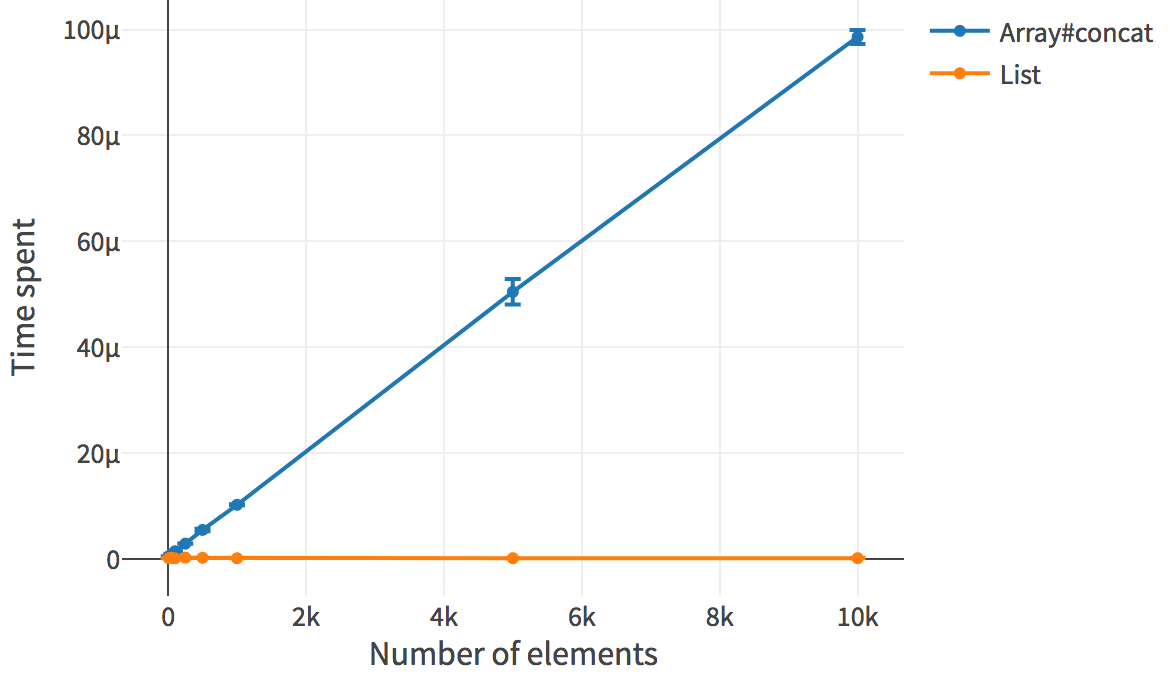 100μ
80μ
60μ
40μ
20μ
0
Time spent
0 2k 4k 6k 8k 10k
Number of elements
Array#concat
List